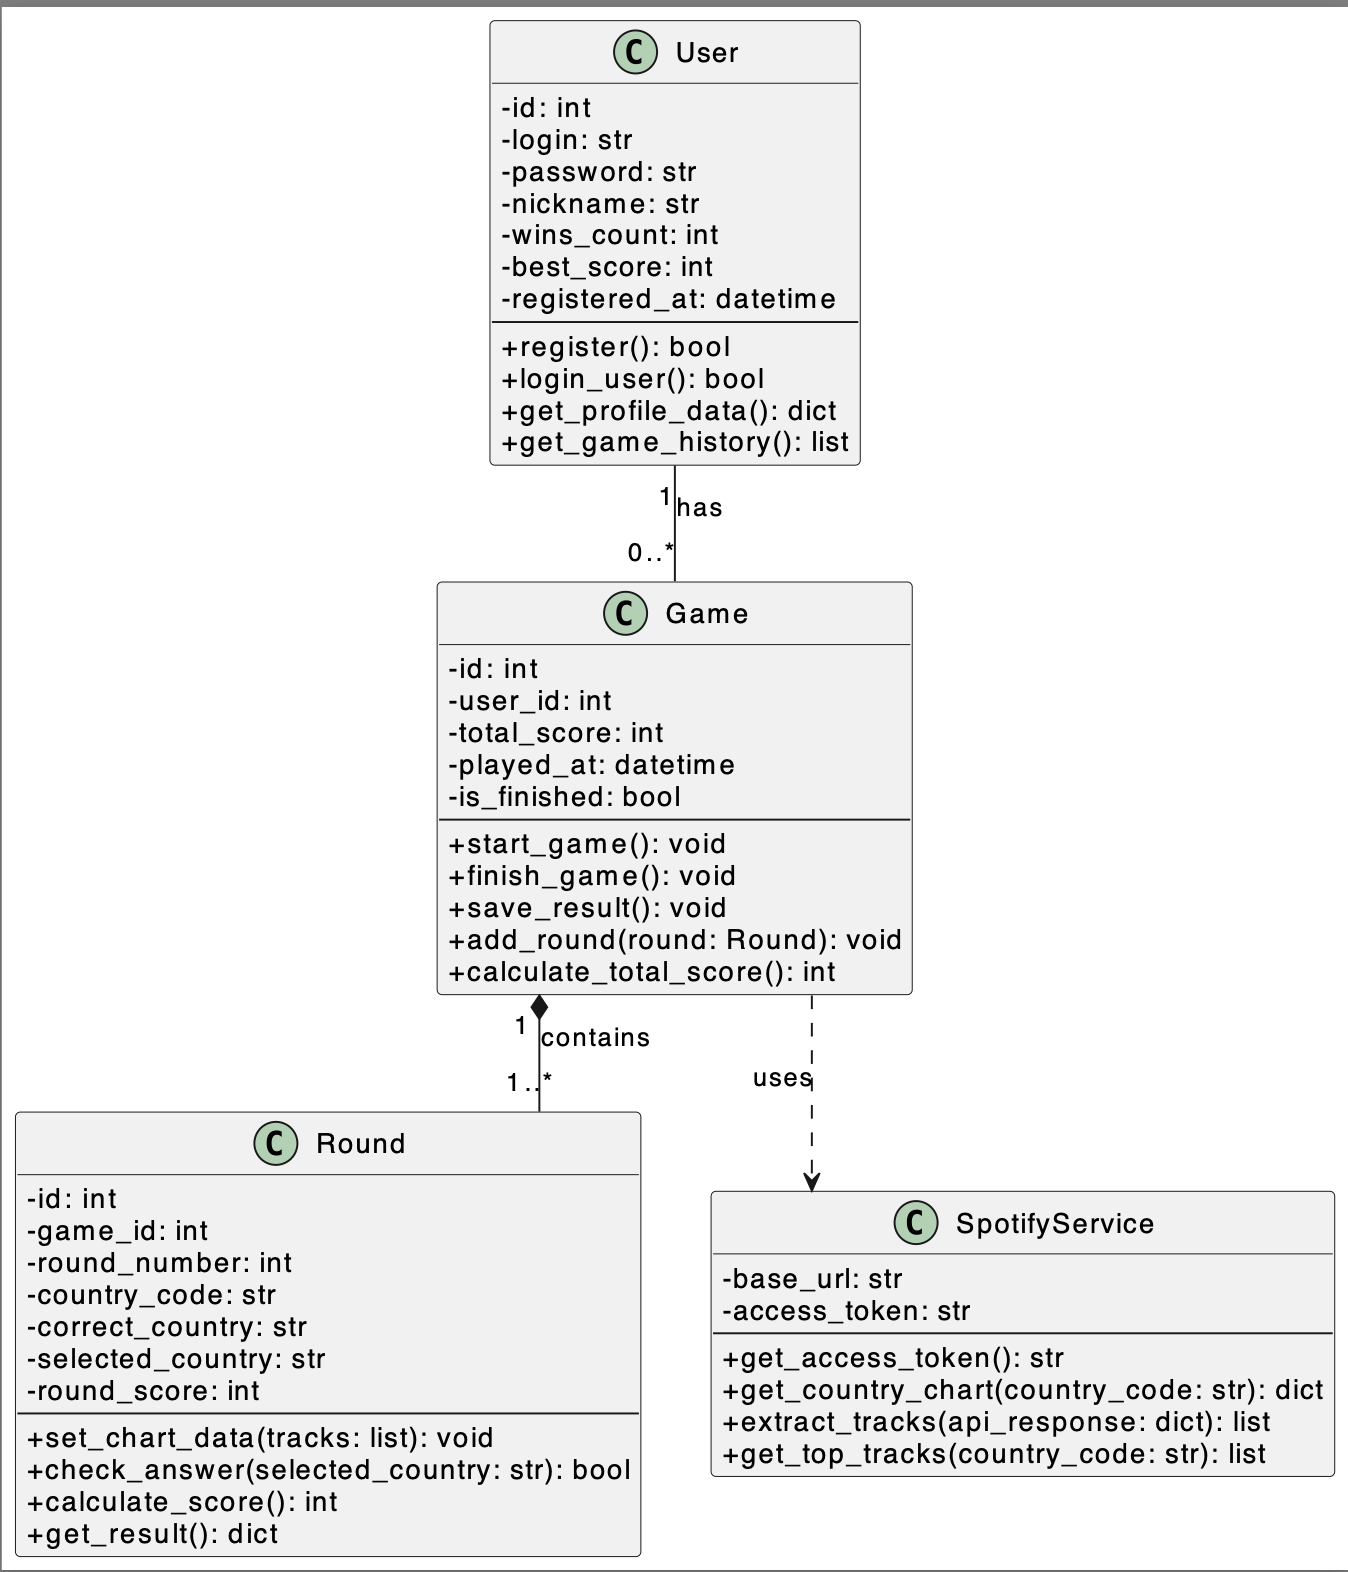 C User
-id: int
-login: str
-password: str
-nickname: str
-wins_count: int
-best_score: int
-registered_at: datetime
+register(): bool
+login_user(): bool
+get_profile_data(): dict
+get_game_history(): list
1
has
0..*
C Game
-id: int
-user_id: int
-total_score: int
-played_at: datetime
-is_finished: bool
+start_game(): void
+finish_game(): void
+save_result(): void
+add_round(round: Round): void
+calculate_total_score(): int
1
contains
1..*
uses
C Round
-id: int
-game_id: int
-round_number: int
-country_code: str
-correct_country: str
-selected_country: str
-round_score: int
+set_chart_data(tracks: list): void
+check_answer(selected_country: str): bool
+calculate_score(): int
+get_result(): dict
C SpotifyService
-base_url: str
-access_token: str
+get_access_token(): str
+get_country_chart(country_code: str): dict
+extract_tracks(api_response: dict): list
+get_top_tracks(country_code: str): list